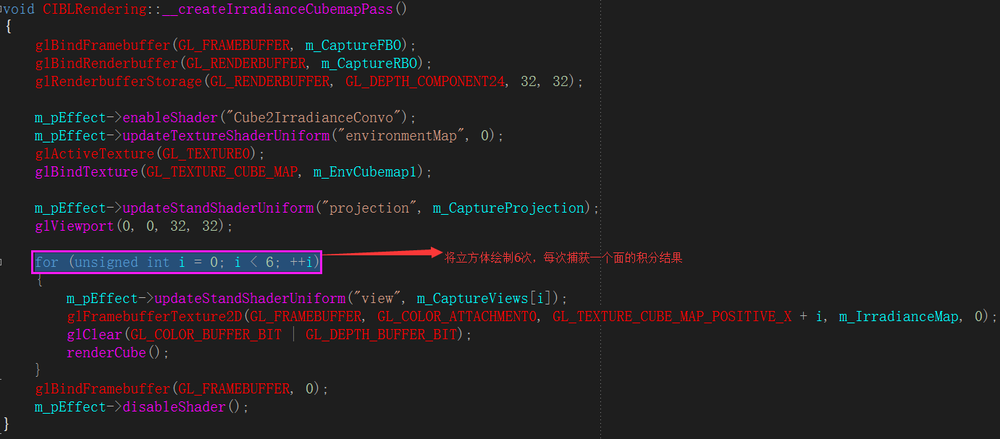 void CIBLRendering::__createIrradianceCubemapPass()
{
glBindFramebuffer(GL_FRAMEBUFFER, m_CaptureFBO);
glBindRenderbuffer(GL_RENDERBUFFER, m_CaptureRBO);
glRenderbufferStorage(GL_RENDERBUFFER, GL_DEPTH_COMPONENT24, 32, 32);
m_pEffect->enableShader("Cube2IrradianceConvo");
m_pEffect->updateTextureShaderUniform("environmentMap", 0);
glActiveTexture(GL_TEXTURE0);
glBindTexture(GL_TEXTURE_CUBE_MAP, m_EnvCubemap1);
m_pEffect->updateStandShaderUniform("projection", m_CaptureProjection);
glViewport(0, 0, 32, 32);
for (unsigned int i = 0; i < 6; ++i) 将立方体绘制6次，每次捕获一个面的积分结果
{
m_pEffect->updateStandShaderUniform("view", m_CaptureViews[i]);
glFramebufferTexture2D(GL_FRAMEBUFFER, GL_COLOR_ATTACHMENT0, GL_TEXTURE_CUBE_MAP_POSITIVE_X + i, m_IrradianceMap, 0);
glClear(GL_COLOR_BUFFER_BIT | GL_DEPTH_BUFFER_BIT);
renderCube();
}
glBindFramebuffer(GL_FRAMEBUFFER, 0);
m_pEffect->disableShader();
}